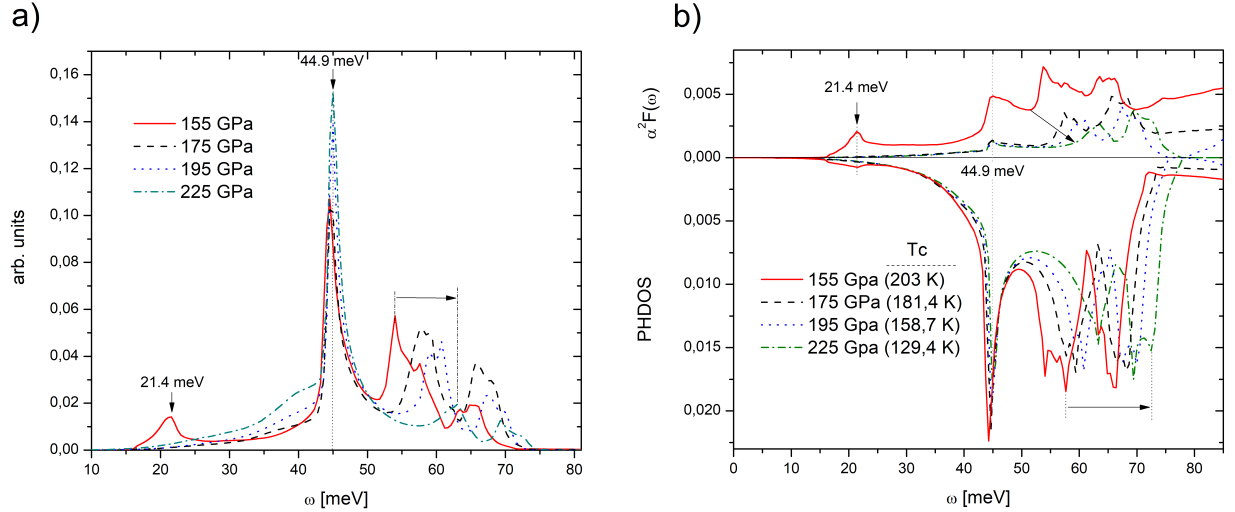 a)
44.9 meV
0,16
155 GPa
0,14
175 GPa
195 GPa
0,12
225 GPa
0,10
arb. units
0,08
0,06
0,04
21.4 meV
0,02
0,00
10 20 30 40 50 60 70 80
ω [meV]
b)
α²F(ω)
21.4 meV
0,005
0,000
44.9 meV
0,005
Tc
0,010
155 Gpa (203 K)
175 GPa (181,4 K)
195 Gpa (158,7 K)
0,015
225 Gpa (129,4 K)
PHDOS
0,020
0 10 20 30 40 50 60 70 80
ω [meV]